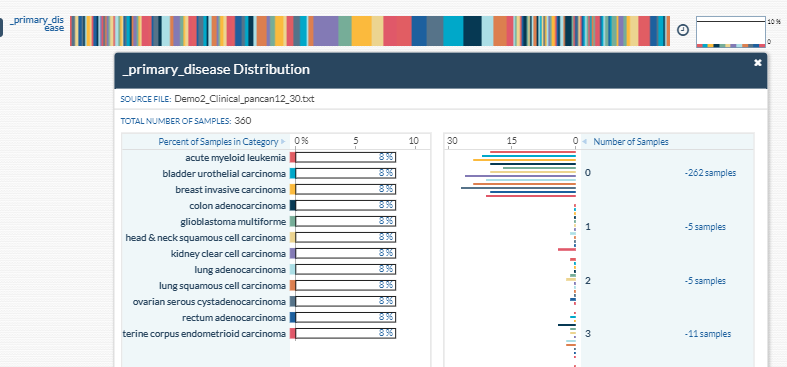 _primary_dis
ease
10 %
0
_primary_disease Distribution
SOURCE FILE: Demo2_Clinical_pancan12_30.txt
TOTAL NUMBER OF SAMPLES: 360
Percent of Samples in Category 0 % 5 10 30 15 0 Number of Samples
acute myeloid leukemia 8 %
bladder urothelial carcinoma 8 %
0 -262 samples
breast invasive carcinoma 8 %
colon adenocarcinoma 8 %
glioblastoma multiforme 8 %
1 -5 samples
head & neck squamous cell carcinoma 8 %
kidney clear cell carcinoma 8 %
lung adenocarcinoma 8 %
2 -5 samples
lung squamous cell carcinoma 8 %
ovarian serous cystadenocarcinoma 8 %
rectum adenocarcinoma 8 %
terine corpus endometrioid carcinoma 8 %
3 -11 samples